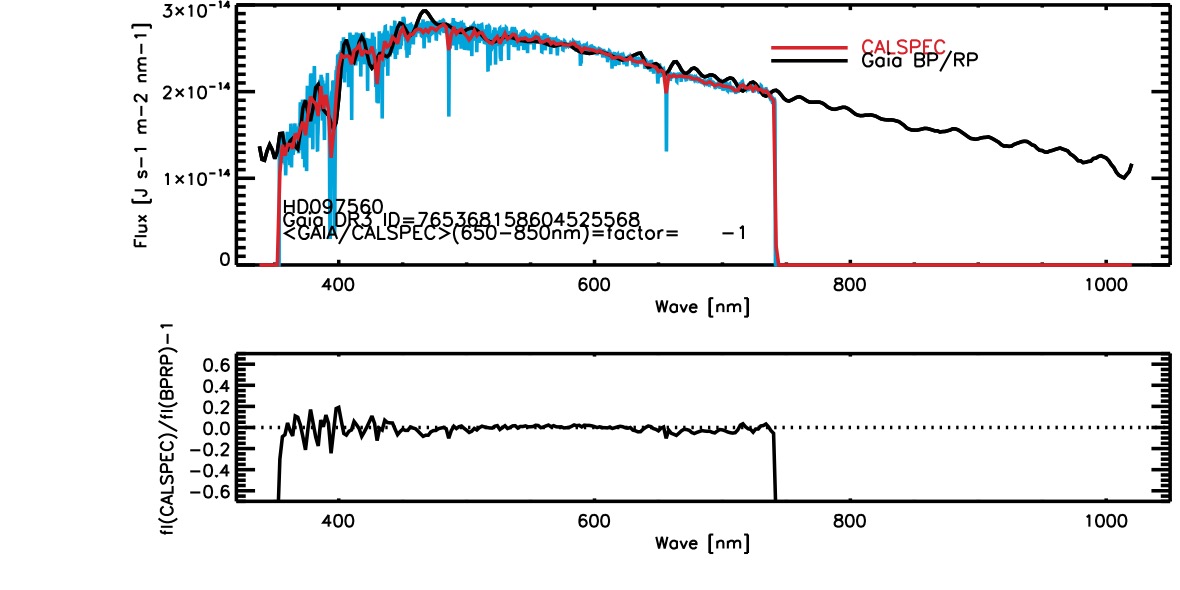 3×10⁻¹⁴
2×10⁻¹⁴
1×10⁻¹⁴
0
Flux [J s−1 m−2 nm−1]
CALSPEC
Gaia BP/RP
HD097560
Gaia DR3 ID=765368158604525568
<GAIA/CALSPEC>(650−850nm)=factor= −1
400 600 800 1000
Wave [nm]
fl(CALSPEC)/fl(BPRP)−1
0.6
0.4
0.2
0.0
−0.2
−0.4
−0.6
400 600 800 1000
Wave [nm]